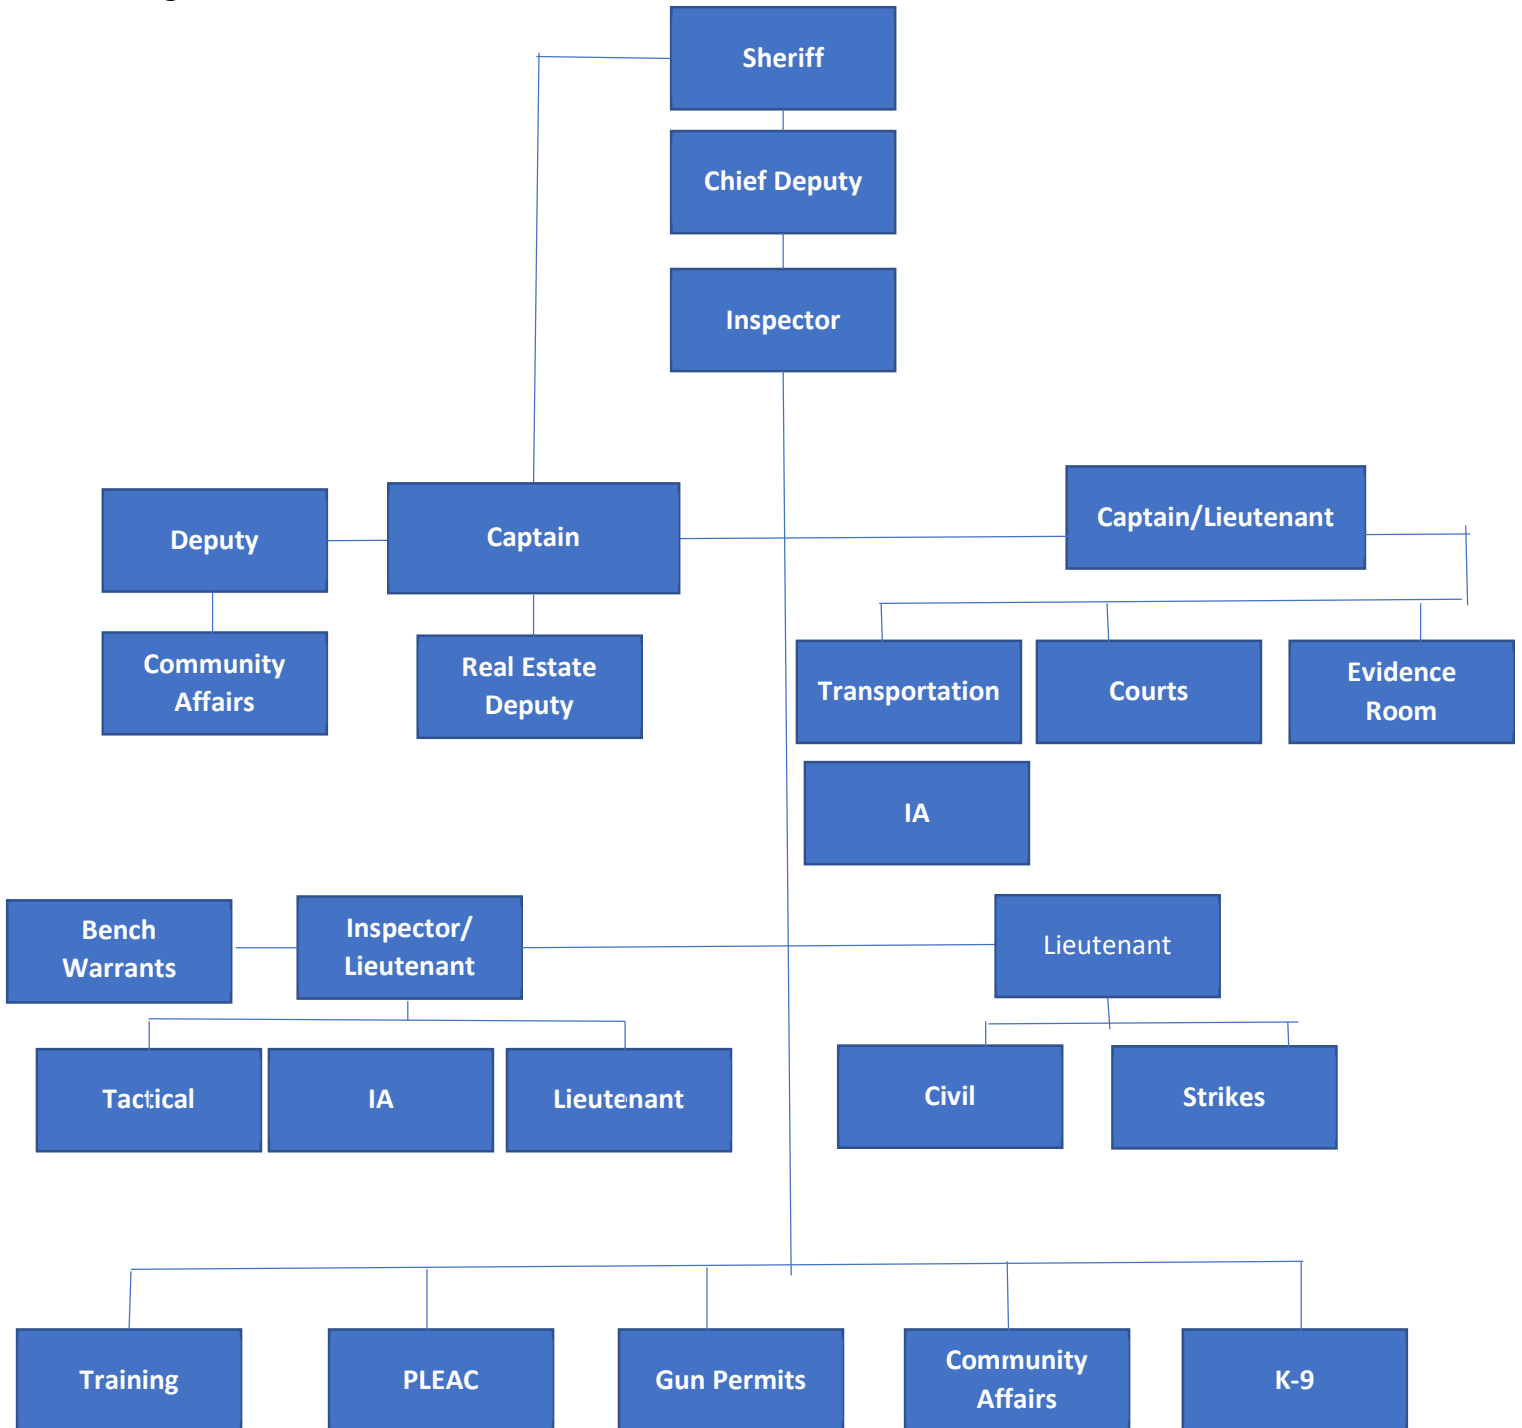 Sheriff
Chief Deputy
Inspector
Deputy
Captain
Captain/Lieutenant
Community
Affairs
Real Estate
Deputy
Transportation
Courts
Evidence
Room
IA
Bench
Warrants
Inspector/
Lieutenant
Lieutenant
Tactical
IA
Lieutenant
Civil
Strikes
Training
PLEAC
Gun Permits
Community
Affairs
K-9